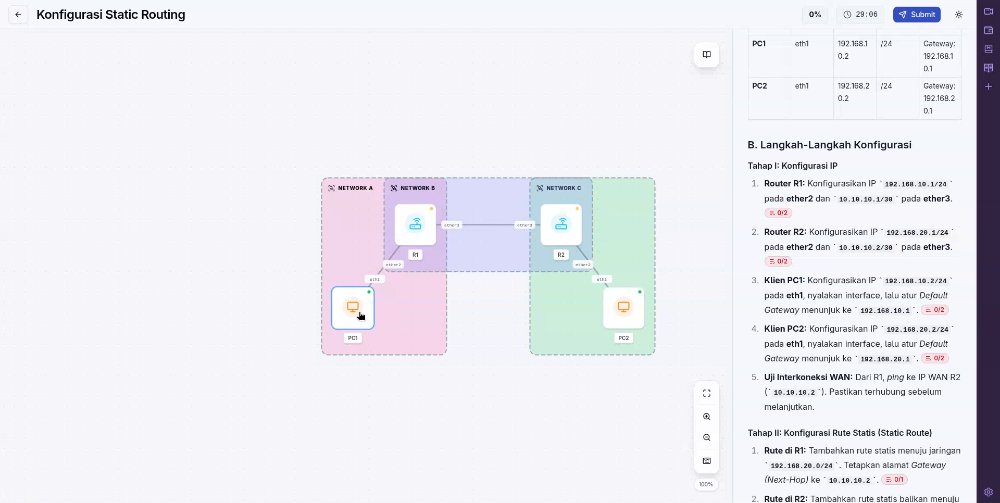 Konfigurasi Static Routing
0%
29:06
Submit
NETWORK A
NETWORK B
NETWORK C
ether3
ether3
R1
R2
ether2
ether2
eth1
eth1
PC1
PC2
100%
PC1 eth1 192.168.1 /24 Gateway:
0.2 192.168.1
0.1
PC2 eth1 192.168.2 /24 Gateway:
0.2 192.168.2
0.1
B. Langkah-Langkah Konfigurasi
Tahap I: Konfigurasi IP
1. Router R1: Konfigurasikan IP `192.168.10.1/24`
pada ether2 dan `10.10.10.1/30` pada ether3.
0/2
2. Router R2: Konfigurasikan IP `192.168.20.1/24`
pada ether2 dan `10.10.10.2/30` pada ether3.
0/2
3. Klien PC1: Konfigurasikan IP `192.168.10.2/24`
pada eth1, nyalakan interface, lalu atur Default
Gateway menunjuk ke `192.168.10.1`. 0/2
4. Klien PC2: Konfigurasikan IP `192.168.20.2/24`
pada eth1, nyalakan interface, lalu atur Default
Gateway menunjuk ke `192.168.20.1`. 0/2
5. Uji Interkoneksi WAN: Dari R1, ping ke IP WAN R2
(`10.10.10.2`). Pastikan terhubung sebelum
melanjutkan.
Tahap II: Konfigurasi Rute Statis (Static Route)
1. Rute di R1: Tambahkan rute statis menuju jaringan
`192.168.20.0/24`. Tetapkan alamat Gateway
(Next-Hop) ke `10.10.10.2`. 0/1
2. Rute di R2: Tambahkan rute statis balikan menuju